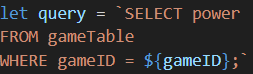 let query = `SELECT power
FROM gameTable
WHERE gameID = ${gameID};`